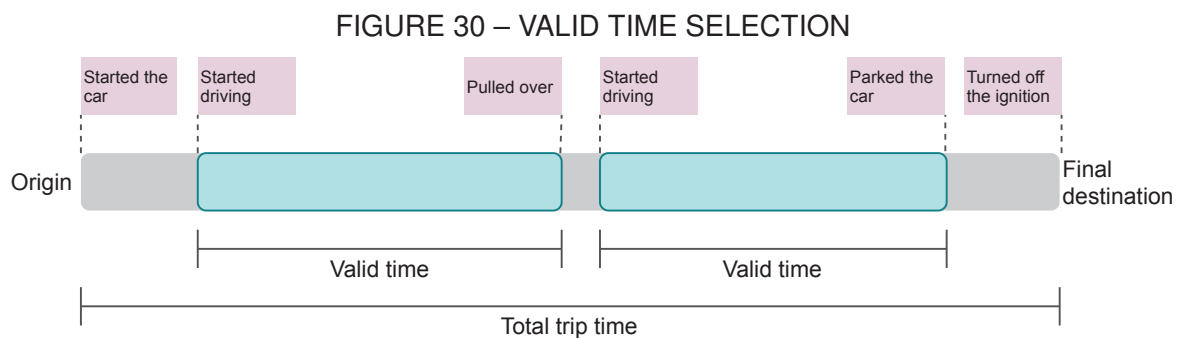 FIGURE 30 – VALID TIME SELECTION
Started the
car
Started
driving
Pulled over
Started
driving
Parked the
car
Turned off
the ignition
Origin
Final
destination
Valid time
Valid time
Total trip time